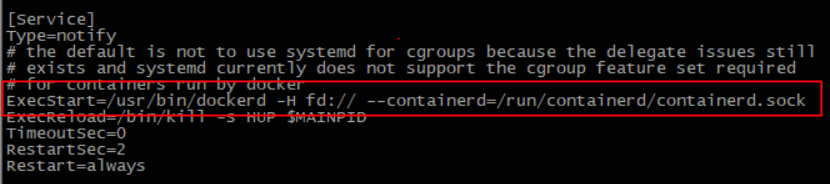 [Service]
Type=notify
# the default is not to use systemd for cgroups because the delegate issues still
# exists and systemd currently does not support the cgroup feature set required
# for containers run by docker
ExecStart=/usr/bin/dockerd -H fd:// --containerd=/run/containerd/containerd.sock
ExecReload=/bin/kill -s HUP $MAINPID
TimeoutSec=0
RestartSec=2
Restart=always